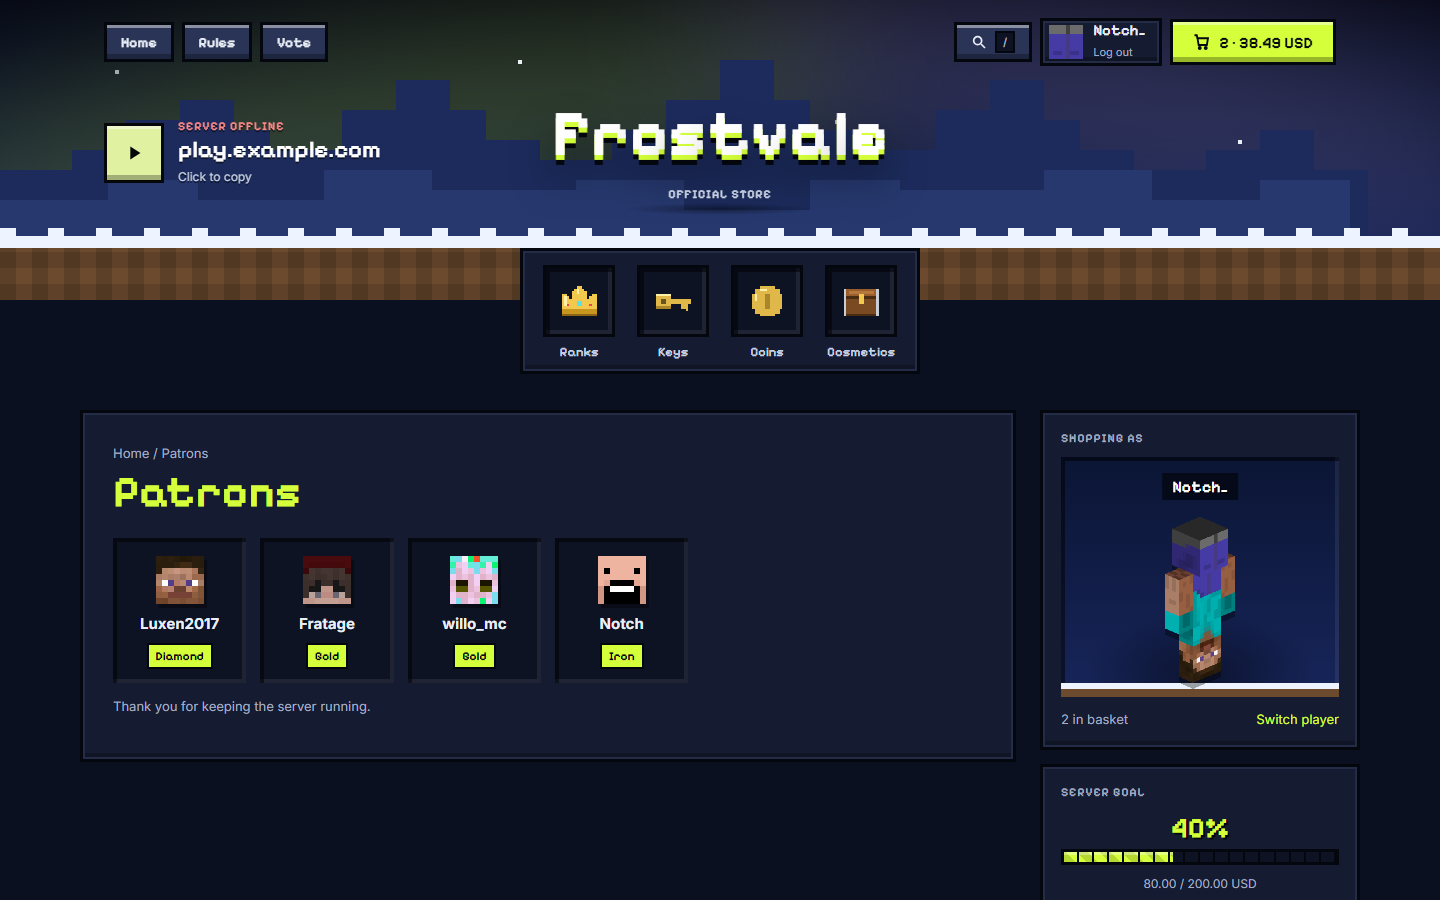 Home
Rules
Vote
/
Notch_
Log out
2 · 38.49 USD
SERVER OFFLINE
play.example.com
Click to copy
Frostvale
OFFICIAL STORE
Ranks
Keys
Coins
Cosmetics
Home / Patrons
Patrons
Luxen2017
Diamond
Fratage
Gold
willo_mc
Gold
Notch
Iron
Thank you for keeping the server running.
SHOPPING AS
Notch_
2 in basket
Switch player
SERVER GOAL
40%
80.00 / 200.00 USD